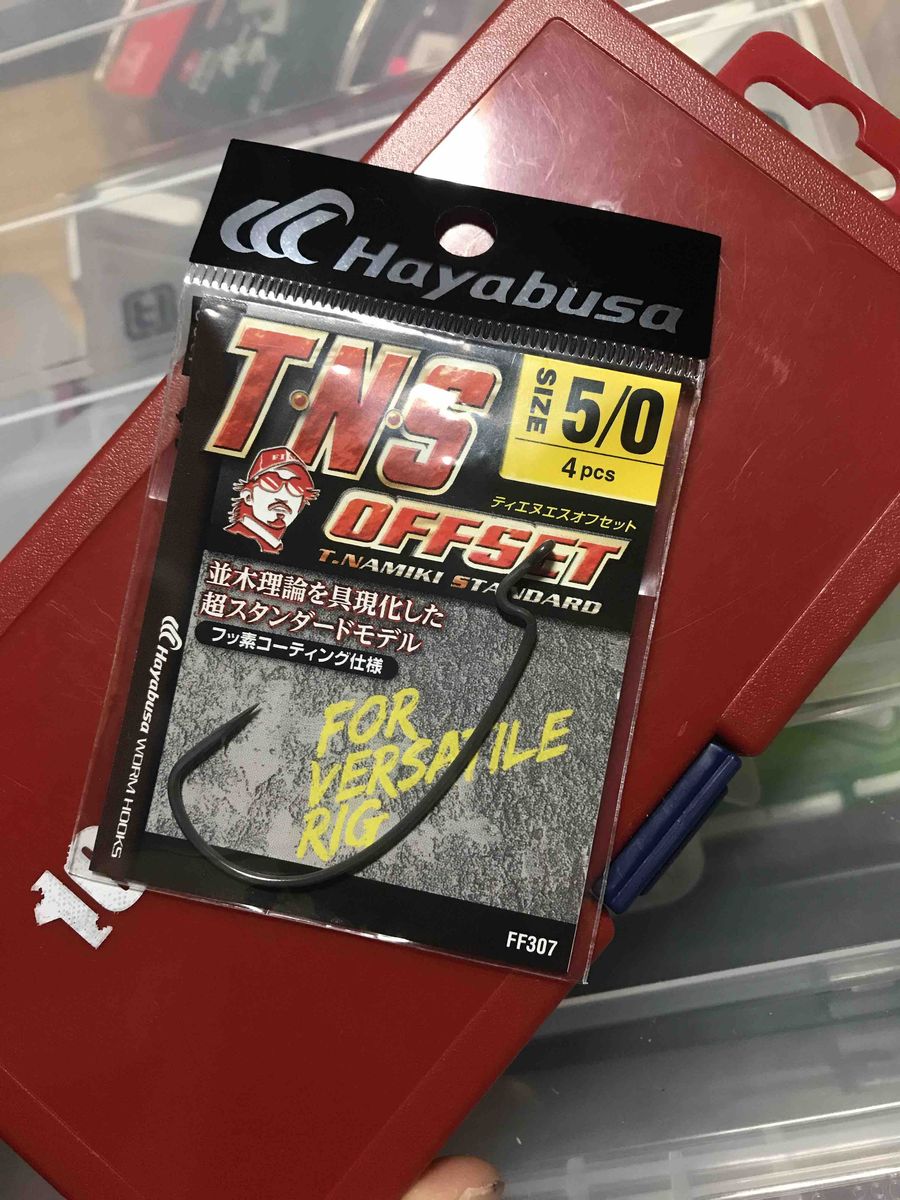 Hayabusa
T・N・S
SIZE 5/0
4 pcs
ティエヌエスオフセット
OFFSET
T.NAMIKI STANDARD
並木理論を具現化した
超スタンダードモデル
フッ素コーティング仕様
FOR
VERSATILE
RIG
Hayabusa WORM HOOKS
FF307